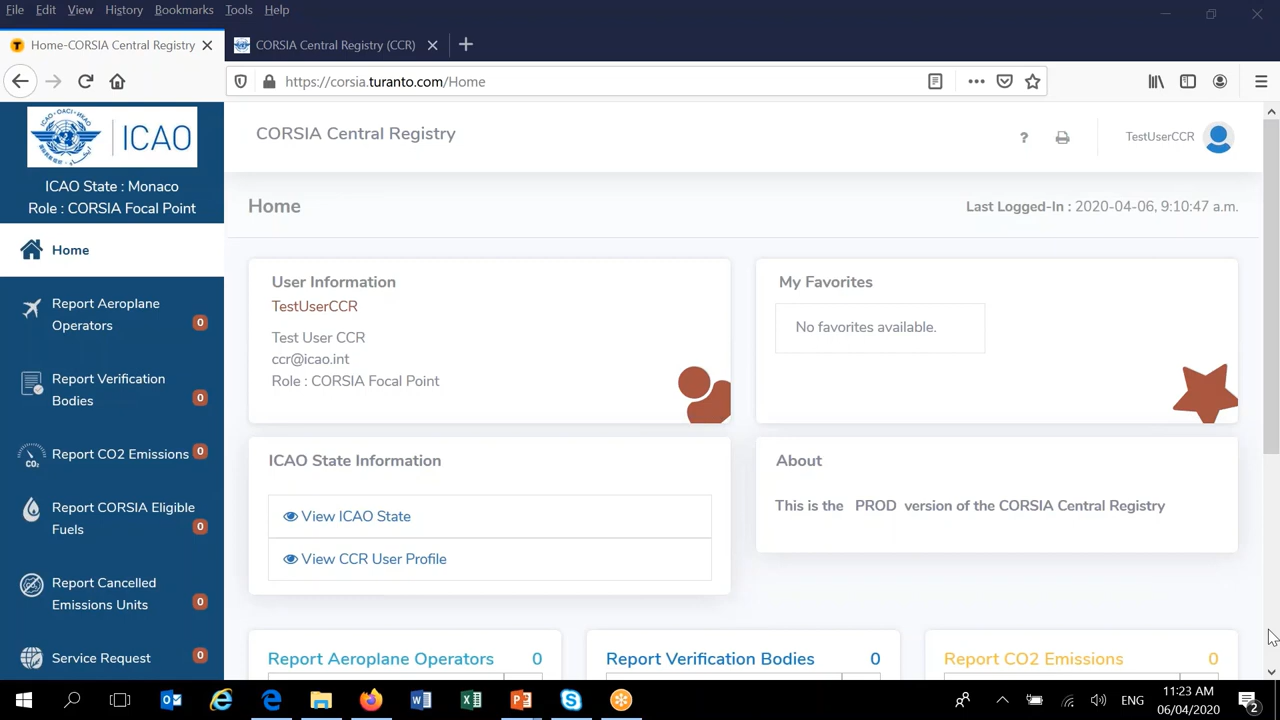 File Edit View History Bookmarks Tools Help
Home-CORSIA Central Registry
CORSIA Central Registry (CCR)
https://corsia.turanto.com/Home
ICAO
ICAO State : Monaco
Role : CORSIA Focal Point
Home
Report Aeroplane
Operators 0
Report Verification
Bodies 0
CO2
Report CO2 Emissions 0
Report CORSIA Eligible
Fuels 0
Report Cancelled
Emissions Units 0
Service Request 0
CORSIA Central Registry
? TestUserCCR
Home
Last Logged-In : 2020-04-06, 9:10:47 a.m.
User Information
TestUserCCR
Test User CCR
ccr@icao.int
Role : CORSIA Focal Point
My Favorites
No favorites available.
ICAO State Information
View ICAO State
View CCR User Profile
About
This is the PROD version of the CORSIA Central Registry
Report Aeroplane Operators 0
Report Verification Bodies 0
Report CO2 Emissions 0
ENG
11:23 AM
06/04/2020
2